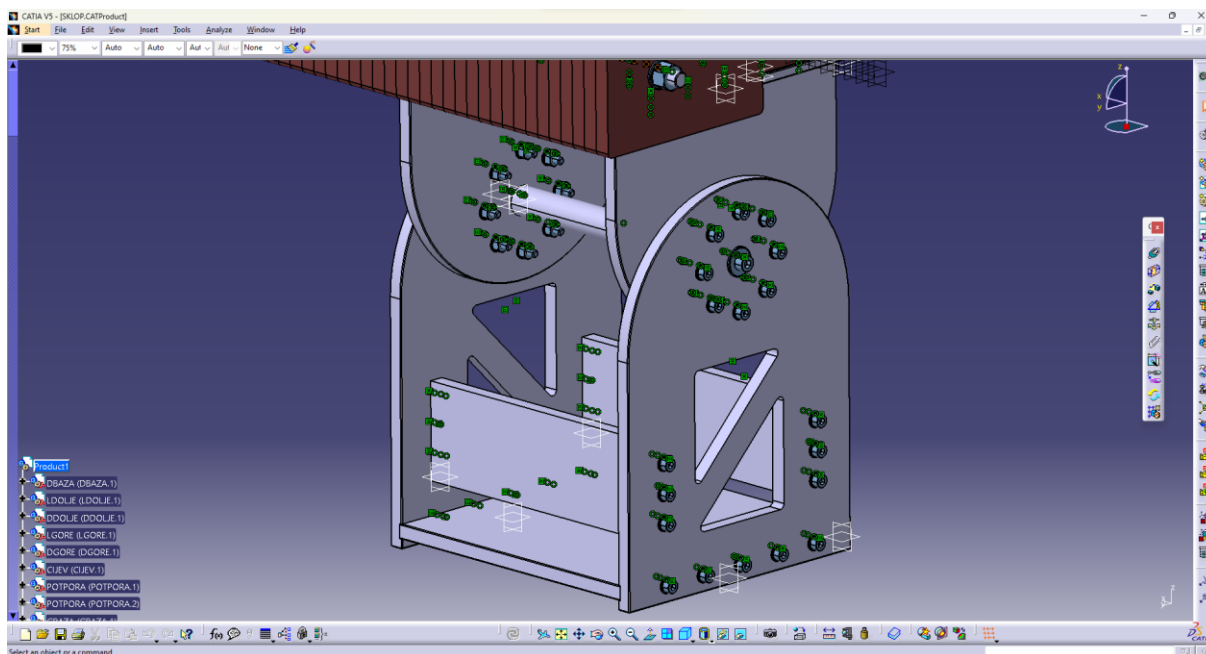 CATIA V5 - [SKLOP.CATProduct]
Start File Edit View Insert Tools Analyze Window Help
75% Auto Auto Aut Aut None
z
x
y
Product1
DBAZA (DBAZA.1)
LDOLJE (LDOLJE.1)
DDOLJE (DDOLJE.1)
LGORE (LGORE.1)
DGORE (DGORE.1)
CIJEV (CIJEV.1)
POTPORA (POTPORA.1)
POTPORA (POTPORA.2)
f(x)
Select an object or a command